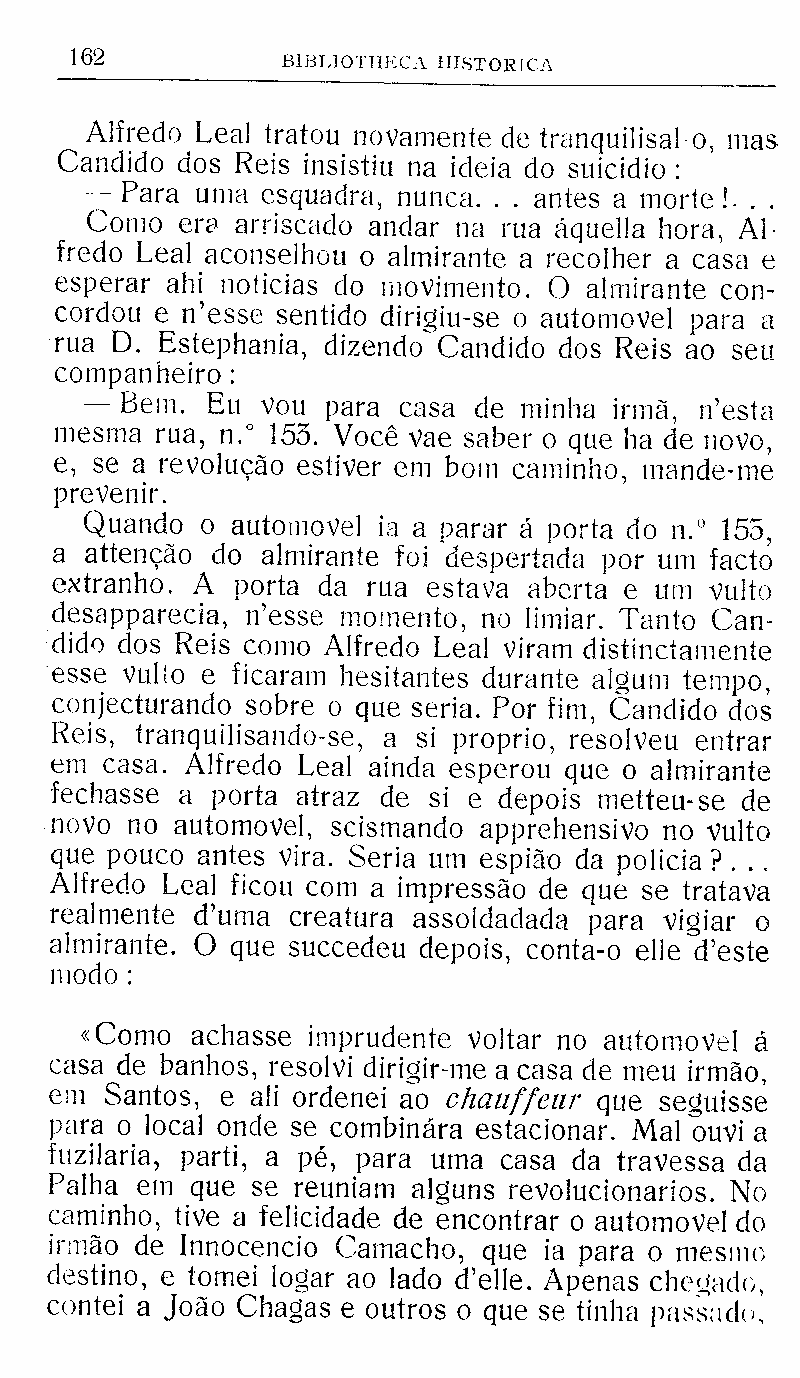 162 BIBLIOTHECA HISTORICA
Alfredo Leal tratou novamente de tranquilisal-o, mas
Candido dos Reis insistiu na ideia do suicidio:
— Para uma esquadra, nunca. . . antes a morte!. . .
Como era arriscado andar na rua áquella hora, Al-
fredo Leal aconselhou o almirante a recolher a casa e
esperar ahi noticias do movimento. O almirante con-
cordou e n'esse sentido dirigiu-se o automovel para a
rua D. Estephania, dizendo Candido dos Reis ao seu
companheiro:
— Bem. Eu vou para casa de minha irmã, n'esta
mesma rua, n.º 153. Você vae saber o que ha de novo,
e, se a revolução estiver em bom caminho, mande-me
prevenir.
Quando o automovel ia a parar á porta do n.º 153,
a attenção do almirante foi despertada por um facto
extranho. A porta da rua estava aberta e um vulto
desapparecia, n'esse momento, no limiar. Tanto Can-
dido dos Reis como Alfredo Leal viram distinctamente
esse vulto e ficaram hesitantes durante algum tempo,
conjecturando sobre o que seria. Por fim, Candido dos
Reis, tranquilisando-se, a si proprio, resolveu entrar
em casa. Alfredo Leal ainda esperou que o almirante
fechasse a porta atraz de si e depois metteu-se de
novo no automovel, scismando apprehensivo no vulto
que pouco antes vira. Seria um espião da policia?. . .
Alfredo Leal ficou com a impressão de que se tratava
realmente d'uma creatura assoldadada para vigiar o
almirante. O que succedeu depois, conta-o elle d'este
modo:
«Como achasse imprudente voltar no automovel á
casa de banhos, resolvi dirigir-me a casa de meu irmão,
em Santos, e ali ordenei ao chauffeur que seguisse
para o local onde se combinára estacionar. Mal ouvi a
fuzilaria, parti, a pé, para uma casa da travessa da
Palha em que se reuniam alguns revolucionarios. No
caminho, tive a felicidade de encontrar o automovel do
irmão de Innocencio Camacho, que ia para o mesmo
destino, e tomei logar ao lado d'elle. Apenas chegado,
contei a João Chagas e outros o que se tinha passado,